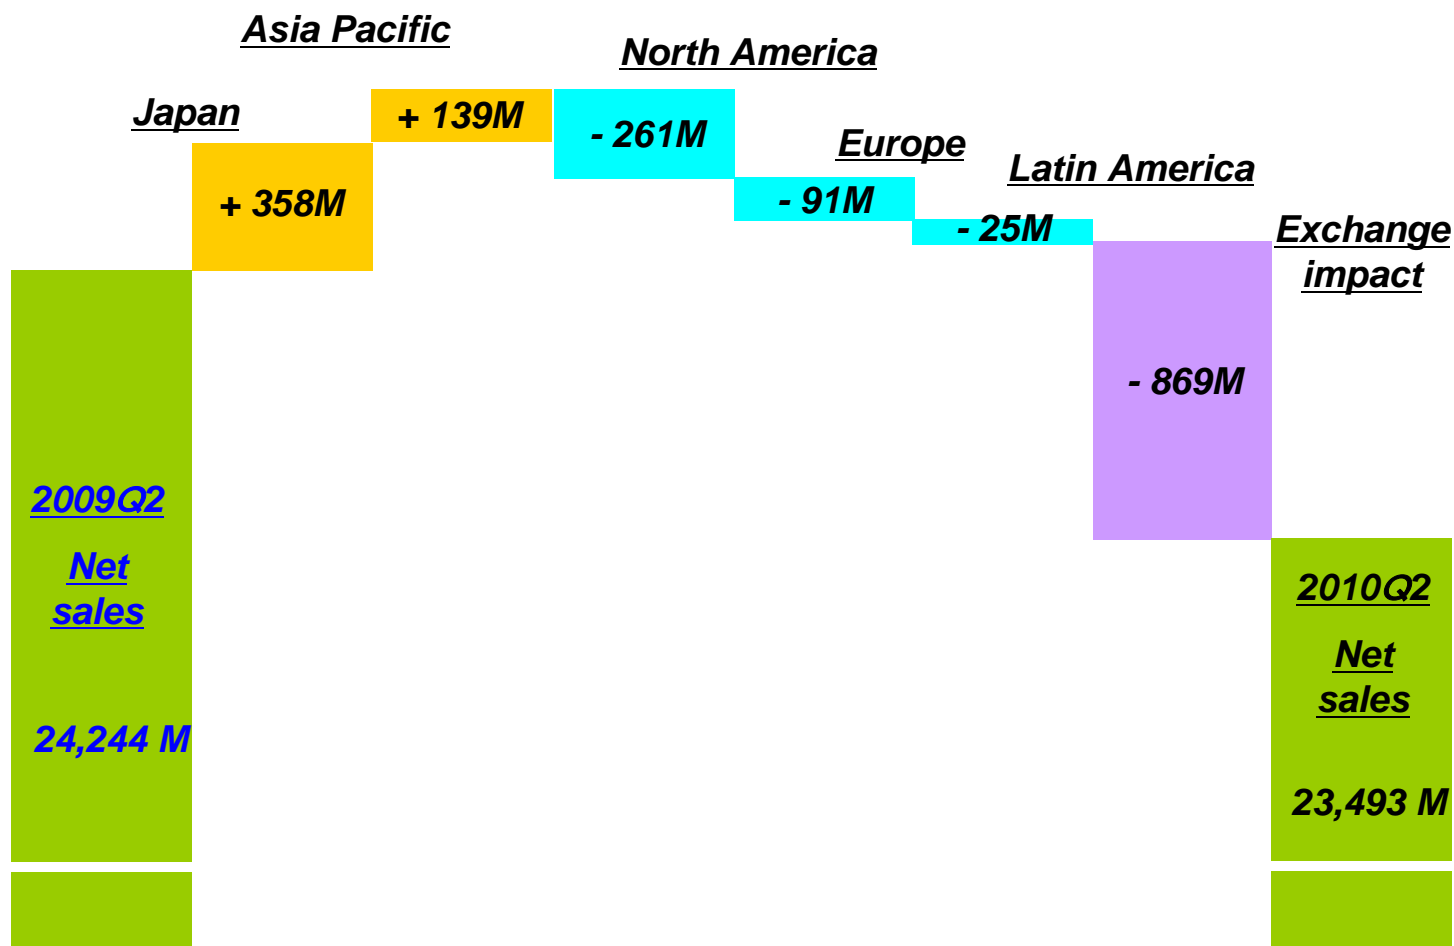 Asia Pacific
North America
Japan
+ 139M
- 261M
Europe
Latin America
+ 358M
- 91M
- 25M
Exchange
impact
- 869M
2009Q2
Net
sales
24,244 M
2010Q2
Net
sales
23,493 M